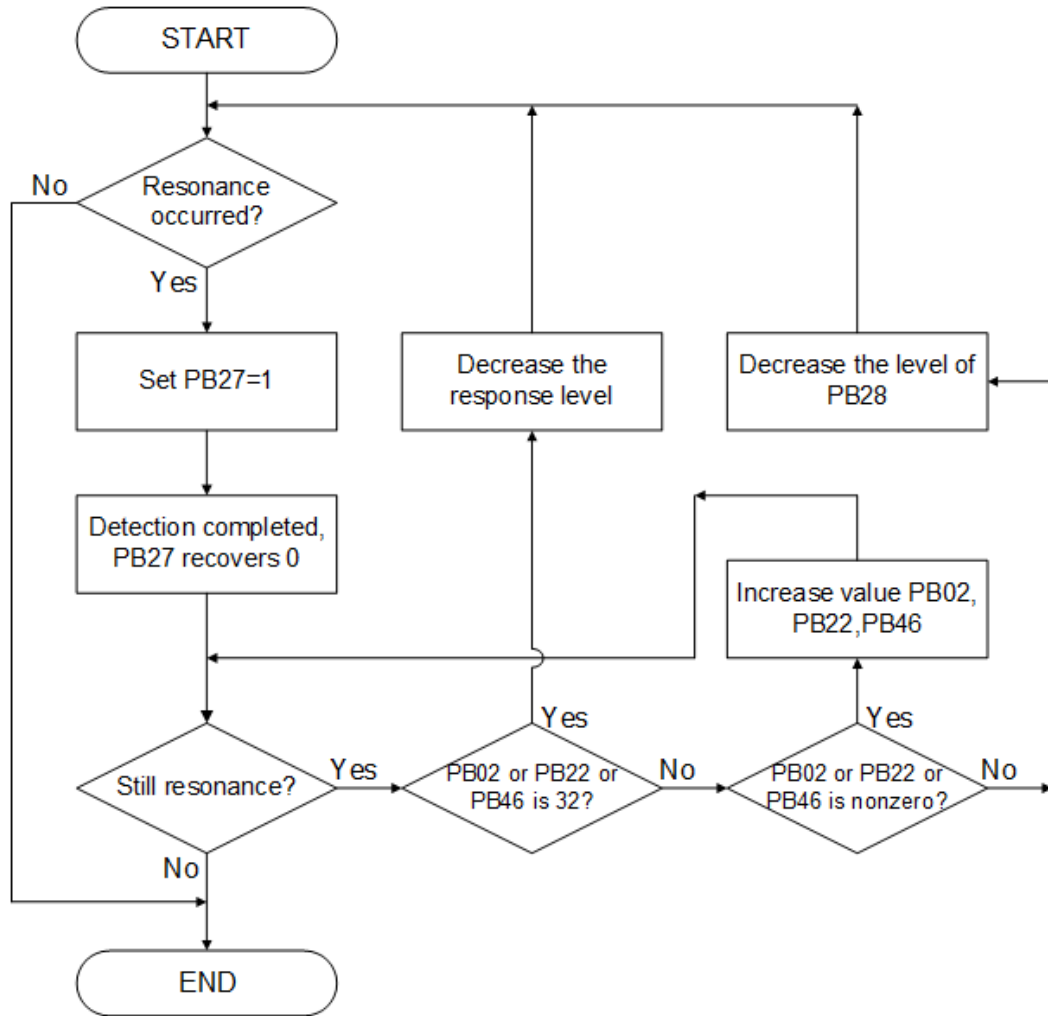 START
No
Resonance
occurred?
Yes
Set PB27=1
Decrease the
response level
Decrease the level of
PB28
Detection completed,
PB27 recovers 0
Increase value PB02,
PB22,PB46
Still resonance?
Yes
PB02 or PB22 or
PB46 is 32?
Yes
No
PB02 or PB22 or
PB46 is nonzero?
Yes
No
No
END